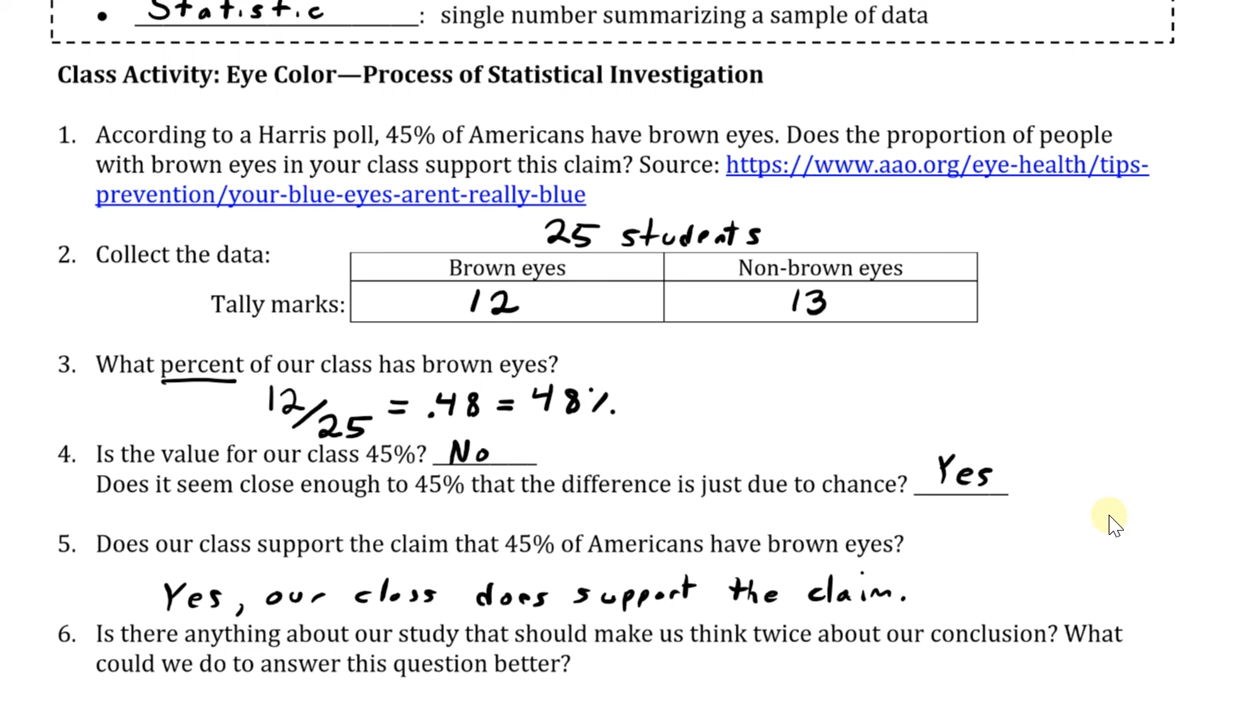 • Statistic: single number summarizing a sample of data
Class Activity: Eye Color—Process of Statistical Investigation
1. According to a Harris poll, 45% of Americans have brown eyes. Does the proportion of people
with brown eyes in your class support this claim? Source: https://www.aao.org/eye-health/tips-
prevention/your-blue-eyes-arent-really-blue
25 students
2. Collect the data:
Brown eyes Non-brown eyes
Tally marks: 12 13
3. What percent of our class has brown eyes?
12/25 = .48 = 48%.
4. Is the value for our class 45%? No
Does it seem close enough to 45% that the difference is just due to chance? Yes
5. Does our class support the claim that 45% of Americans have brown eyes?
Yes, our class does support the claim.
6. Is there anything about our study that should make us think twice about our conclusion? What
could we do to answer this question better?